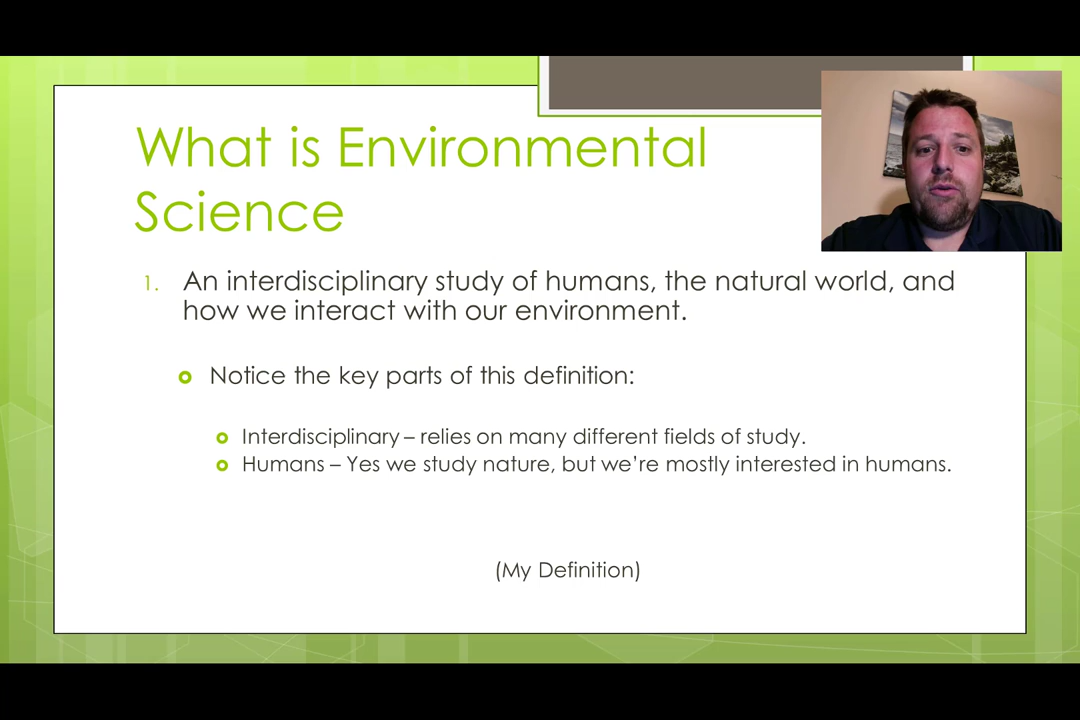 What is Environmental
Science
1. An interdisciplinary study of humans, the natural world, and
how we interact with our environment.
Notice the key parts of this definition:
Interdisciplinary – relies on many different fields of study.
Humans – Yes we study nature, but we're mostly interested in humans.
(My Definition)